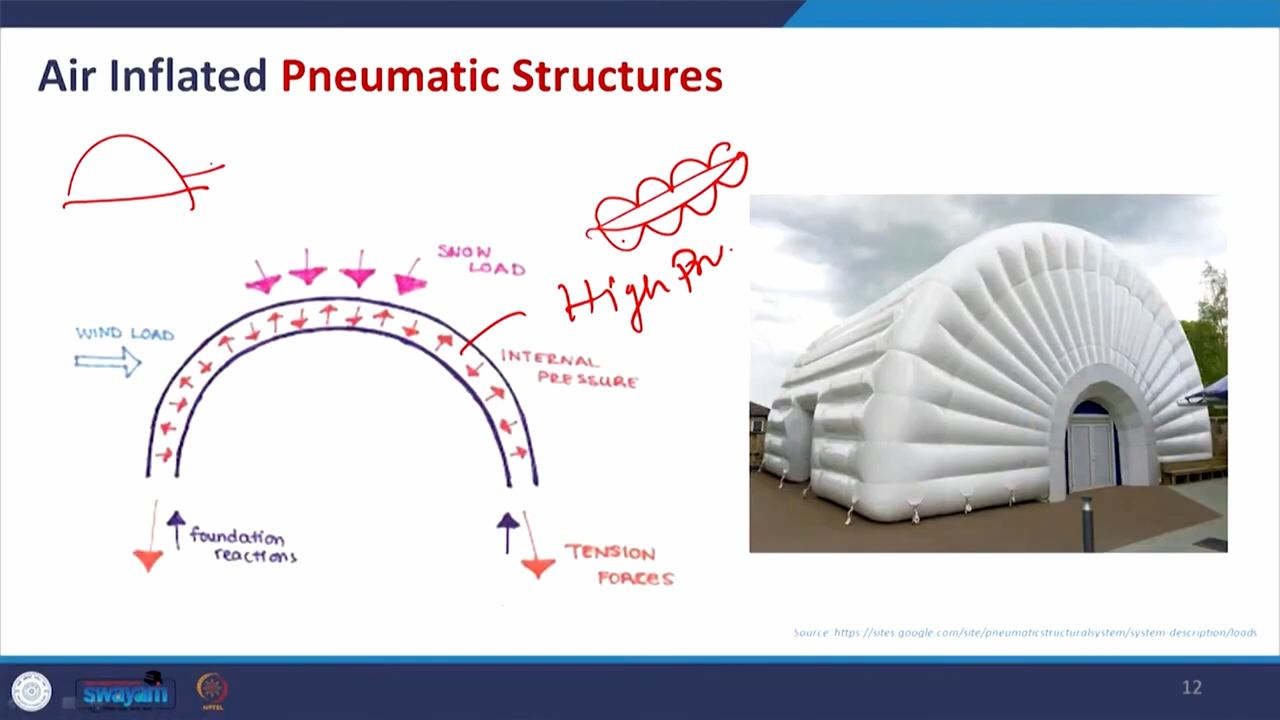 Air Inflated Pneumatic Structures
SNOW
LOAD
High Pr.
WIND LOAD
INTERNAL
PRESSURE
foundation
reactions
TENSION
FORCES
Source: https://sites.google.com/site/pneumaticstructuralsystem/system-description/loads
swayam
NPTEL
12